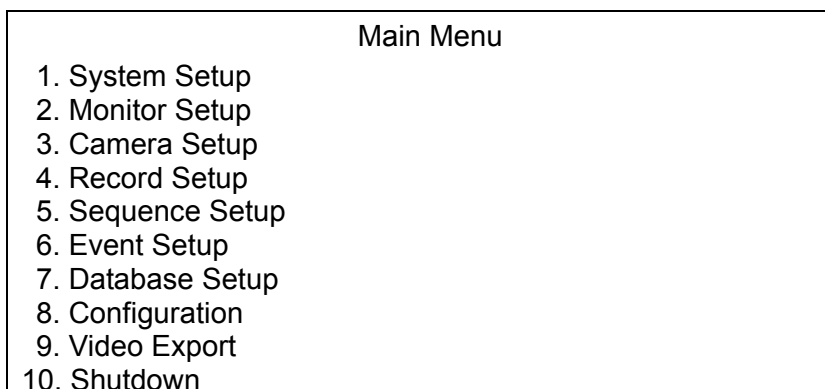 Main Menu
1. System Setup
2. Monitor Setup
3. Camera Setup
4. Record Setup
5. Sequence Setup
6. Event Setup
7. Database Setup
8. Configuration
9. Video Export
10. Shutdown